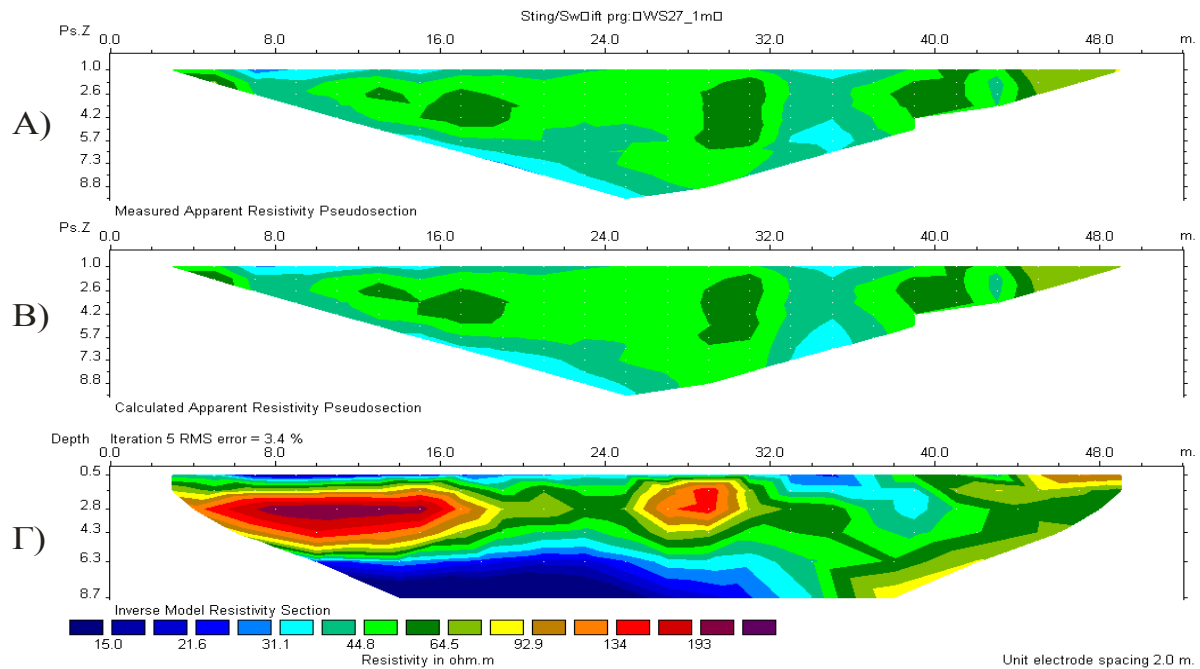 Sting/Sw□ift prg:□WS27_1m□
Ps.Z 0.0 8.0 16.0 24.0 32.0 40.0 48.0 m.
A)
1.0
2.6
4.2
5.7
7.3
8.8
Measured Apparent Resistivity Pseudosection
Ps.Z 0.0 8.0 16.0 24.0 32.0 40.0 48.0 m.
B)
1.0
2.6
4.2
5.7
7.3
8.8
Calculated Apparent Resistivity Pseudosection
Depth Iteration 5 RMS error = 3.4 %
0.0 8.0 16.0 24.0 32.0 40.0 48.0 m.
Γ)
0.5
2.8
4.3
6.3
8.7
Inverse Model Resistivity Section
15.0 21.6 31.1 44.8 64.5 92.9 134 193
Resistivity in ohm.m
Unit electrode spacing 2.0 m.